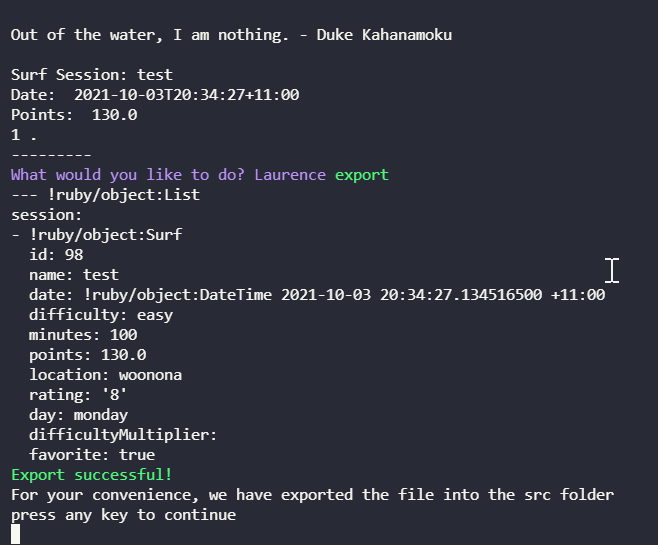 Out of the water, I am nothing. - Duke Kahanamoku
Surf Session: test
Date:  2021-10-03T20:34:27+11:00
Points:  130.0
1 .
---------
What would you like to do? Laurence export
--- !ruby/object:List
session:
- !ruby/object:Surf
  id: 98
  name: test
  date: !ruby/object:DateTime 2021-10-03 20:34:27.134516500 +11:00
  difficulty: easy
  minutes: 100
  points: 130.0
  location: woonona
  rating: '8'
  day: monday
  difficultyMultiplier:
  favorite: true
Export successful!
For your convenience, we have exported the file into the src folder
press any key to continue